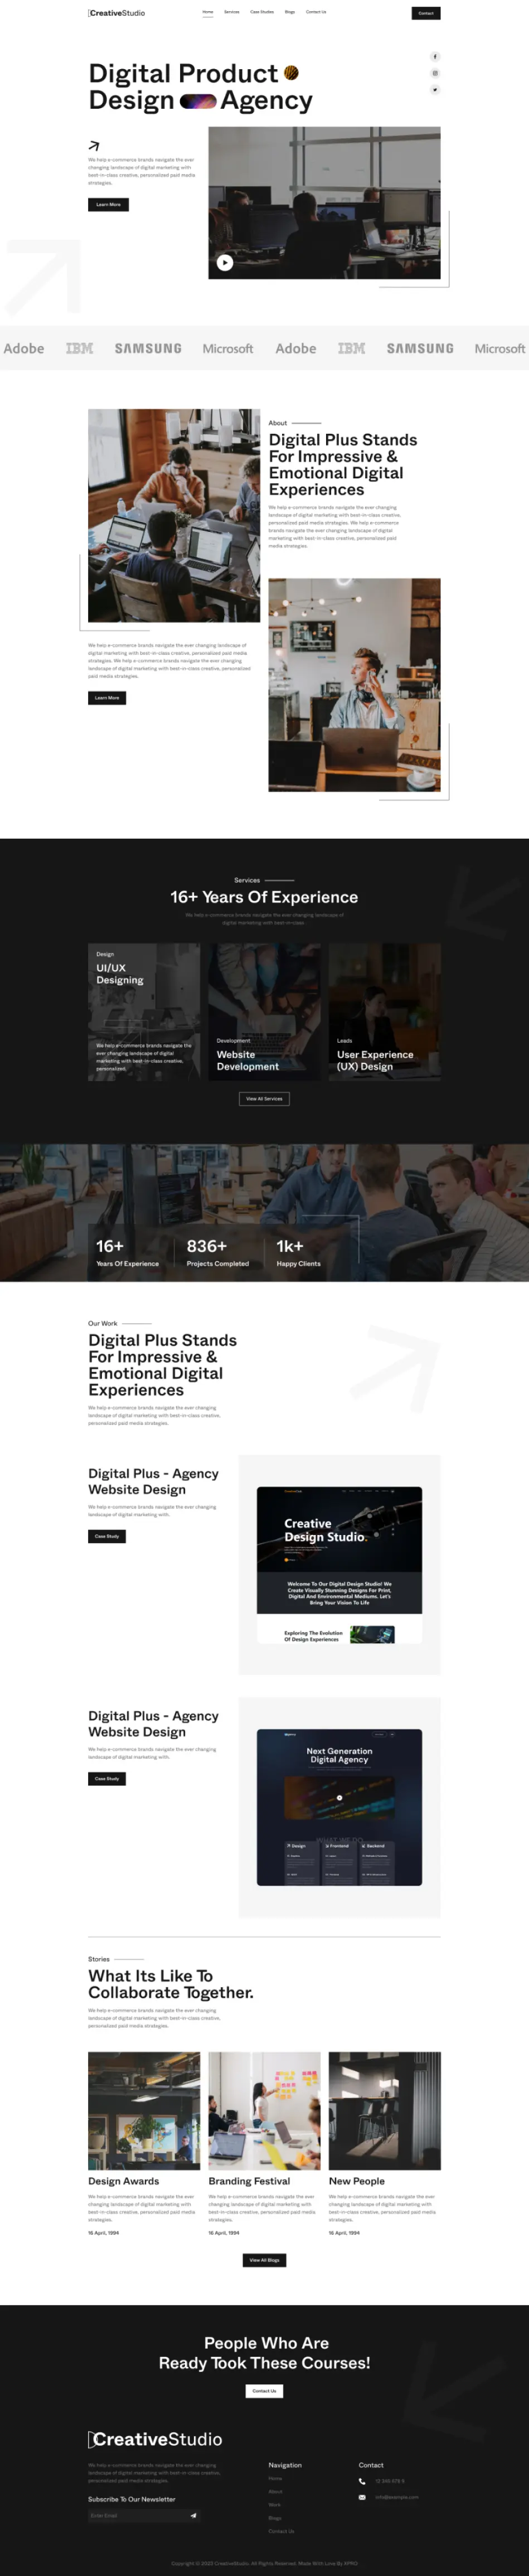 CreativeStudio
Home Services Case Studies Blogs Contact Us
Contact
Digital Product
Design Agency
We help e-commerce brands navigate the ever
changing landscape of digital marketing with
best-in-class creative, personalized paid media
strategies.
Learn More
Adobe IBM SAMSUNG Microsoft Adobe IBM SAMSUNG Microsoft
About
Digital Plus Stands
For Impressive &
Emotional Digital
Experiences
We help e-commerce brands navigate the ever changing
landscape of digital marketing with best-in-class creative,
personalized paid media strategies. We help e-commerce
brands navigate the ever changing landscape of digital
marketing with best-in-class creative, personalized paid
media strategies.
We help e-commerce brands navigate the ever changing landscape of
digital marketing with best-in-class creative, personalized paid media
strategies. We help e-commerce brands navigate the ever changing
landscape of digital marketing with best-in-class creative, personalized
paid media strategies.
Learn More
Services
16+ Years Of Experience
We help e-commerce brands navigate the ever changing landscape of
digital marketing with best-in-class
Design
UI/UX
Designing
We help e-commerce brands navigate the
ever changing landscape of digital
marketing with best-in-class creative,
personalized.
Development
Website
Development
Leads
User Experience
(UX) Design
View All Services
16+
Years Of Experience
836+
Projects Completed
1k+
Happy Clients
Our Work
Digital Plus Stands
For Impressive &
Emotional Digital
Experiences
We help e-commerce brands navigate the ever changing
landscape of digital marketing with best-in-class creative,
personalized paid media strategies.
Digital Plus - Agency
Website Design
We help e-commerce brands navigate the ever changing
landscape of digital marketing with.
Case Study
Creative
Design Studio.
Welcome To Our Digital Design Studio! We
Create Visually Stunning Designs For Print,
Digital And Environmental Mediums. Let's
Bring Your Vision To Life
Exploring The Evolution
Of Design Experiences
Digital Plus - Agency
Website Design
We help e-commerce brands navigate the ever changing
landscape of digital marketing with.
Case Study
Next Generation
Digital Agency
WHAT WE DO
Design Frontend Backend
Stories
What Its Like To
Collaborate Together.
We help e-commerce brands navigate the ever changing
landscape of digital marketing with best-in-class creative,
personalized paid media strategies.
Design Awards
We help e-commerce brands navigate the ever
changing landscape of digital marketing with
best-in-class creative, personalized paid media
strategies.
16 April, 1994
Branding Festival
We help e-commerce brands navigate the ever
changing landscape of digital marketing with
best-in-class creative, personalized paid media
strategies.
16 April, 1994
New People
We help e-commerce brands navigate the ever
changing landscape of digital marketing with
best-in-class creative, personalized paid media
strategies.
16 April, 1994
View All Blogs
People Who Are
Ready Took These Courses!
Contact Us
CreativeStudio
We help e-commerce brands navigate the ever changing
landscape of digital marketing with best-in-class creative,
personalized paid media strategies.
Subscribe To Our Newsletter
Enter Email
Navigation
Home
About
Work
Blogs
Contact Us
Contact
info@example.com
Copyright © 2023 CreativeStudio. All Rights Reserved. Made With Love By